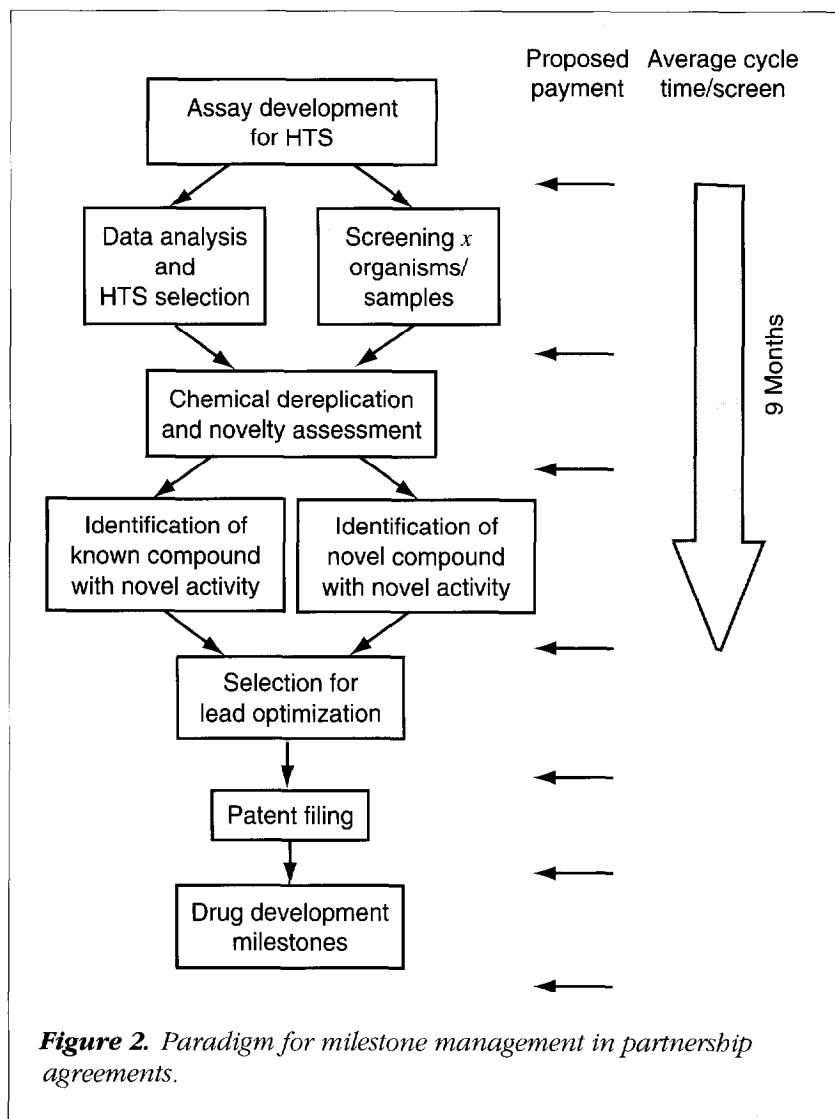 Proposed payment
Average cycle time/screen
Assay development
for HTS
Data analysis
and
HTS selection
Screening x
organisms/
samples
9 Months
Chemical dereplication
and novelty assessment
Identification of
known compound
with novel activity
Identification of
novel compound
with novel activity
Selection for
lead optimization
Patent filing
Drug development
milestones
Figure 2. Paradigm for milestone management in partnership
agreements.